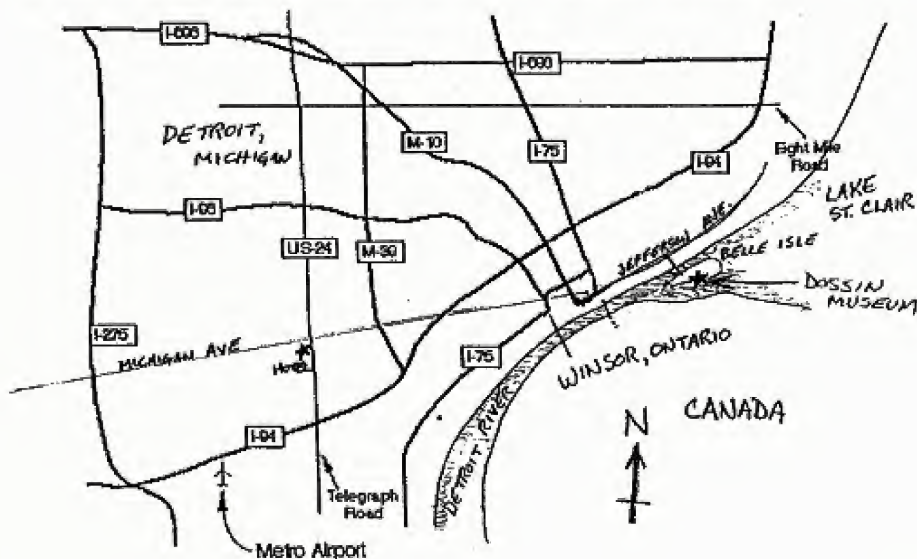 I-696
I-696
DETROIT,
MICHIGAN
M-10
I-75
I-94
Eight Mile
Road
LAKE
ST. CLAIR
I-96
US-24
M-39
JEFFERSON AVE.
BELLE ISLE
DOSSIN
MUSEUM
I-275
MICHIGAN AVE
Hotel
I-75
WINSOR, ONTARIO
DETROIT RIVER
CANADA
N
I-94
Telegraph
Road
Metro Airport